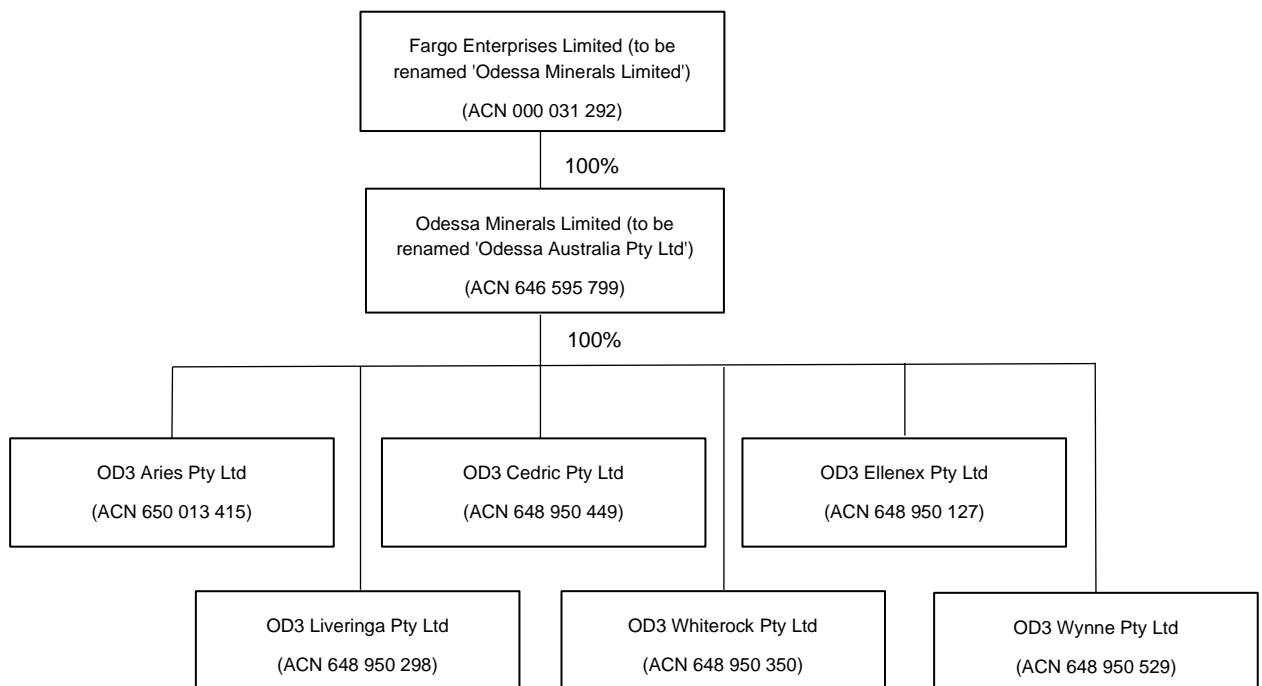 Fargo Enterprises Limited (to be
renamed 'Odessa Minerals Limited')
(ACN 000 031 292)
100%
Odessa Minerals Limited (to be
renamed 'Odessa Australia Pty Ltd')
(ACN 646 595 799)
100%
OD3 Aries Pty Ltd
(ACN 650 013 415)
OD3 Cedric Pty Ltd
(ACN 648 950 449)
OD3 Ellenex Pty Ltd
(ACN 648 950 127)
OD3 Liveringa Pty Ltd
(ACN 648 950 298)
OD3 Whiterock Pty Ltd
(ACN 648 950 350)
OD3 Wynne Pty Ltd
(ACN 648 950 529)